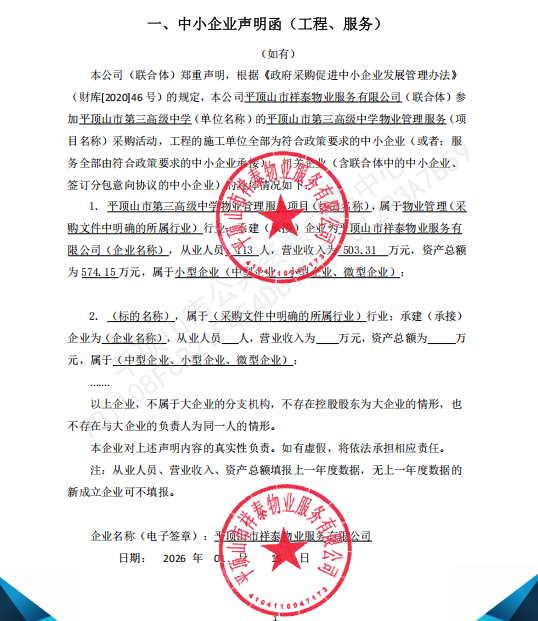 一、中小企业声明函（工程、服务）
（如有）
本公司（联合体）郑重声明，根据《政府采购促进中小企业发展管理办法》
（财库[2020]46 号）的规定，本公司平顶山市祥泰物业服务有限公司（联合体）参
加平顶山市第三高级中学（单位名称）的平顶山市第三高级中学物业管理服务（项
目名称）采购活动，工程的施工单位全部为符合政策要求的中小企业（或者：服
务全部由符合政策要求的中小企业承接）。相关企业（含联合体中的中小企业、
签订分包意向协议的中小企业）的具体情况如下：
1. 平顶山市第三高级中学物业管理服务项目（标的名称），属于物业管理（采
购文件中明确的所属行业）行业；承建（承接）企业为平顶山市祥泰物业服务有
限公司（企业名称），从业人员 113 人，营业收入为 503.31 万元，资产总额
为 574.15 万元，属于小型企业（中型企业、小型企业、微型企业）；
2. （标的名称），属于（采购文件中明确的所属行业）行业；承建（承接）
企业为（企业名称），从业人员___人，营业收入为____万元，资产总额为_____万
元，属于（中型企业、小型企业、微型企业）；
……
以上企业，不属于大企业的分支机构，不存在控股股东为大企业的情形，也
不存在与大企业的负责人为同一人的情形。
本企业对上述声明内容的真实性负责。如有虚假，将依法承担相应责任。
注：从业人员、营业收入、资产总额填报上一年度数据，无上一年度数据的
新成立企业可不填报。
企业名称（电子签章）：平顶山市祥泰物业服务有限公司
日期： 2026 年 月 日
平顶山市祥泰物业服务有限公司
4104110047173
平顶山市祥泰物业服务有限公司
4104110047173
1